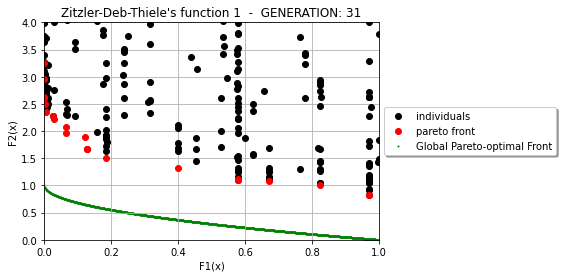 Zitzler-Deb-Thiele's function 1 - GENERATION: 31
4.0
3.5
3.0
2.5
2.0
1.5
1.0
0.5
0.0
F2(x)
0.0 0.2 0.4 0.6 0.8 1.0
F1(x)
individuals
pareto front
Global Pareto-optimal Front